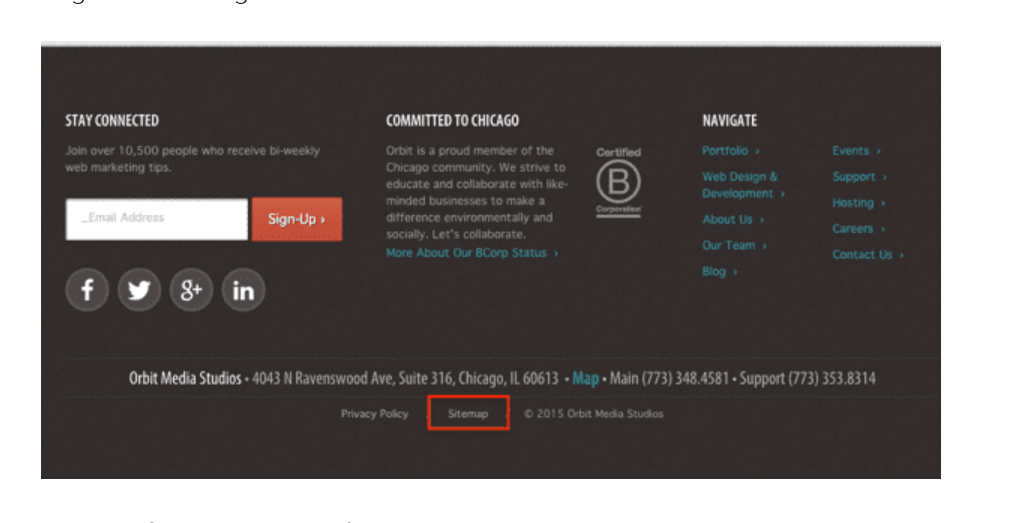 STAY CONNECTED
Join over 10,500 people who receive bi-weekly
web marketing tips.
_Email Address
Sign-Up ›
f
8+
in
COMMITTED TO CHICAGO
Orbit is a proud member of the
Chicago community. We strive to
educate and collaborate with like-
minded businesses to make a
difference environmentally and
socially. Let's collaborate.
More About Our BCorp Status ›
Certified
B
Corporation
NAVIGATE
Portfolio ›
Web Design &
Development ›
About Us ›
Our Team ›
Blog ›
Events ›
Support ›
Hosting ›
Careers ›
Contact Us ›
Orbit Media Studios • 4043 N Ravenswood Ave, Suite 316, Chicago, IL 60613 • Map • Main (773) 348.4581 • Support (773) 353.8314
Privacy Policy / Sitemap / © 2015 Orbit Media Studios